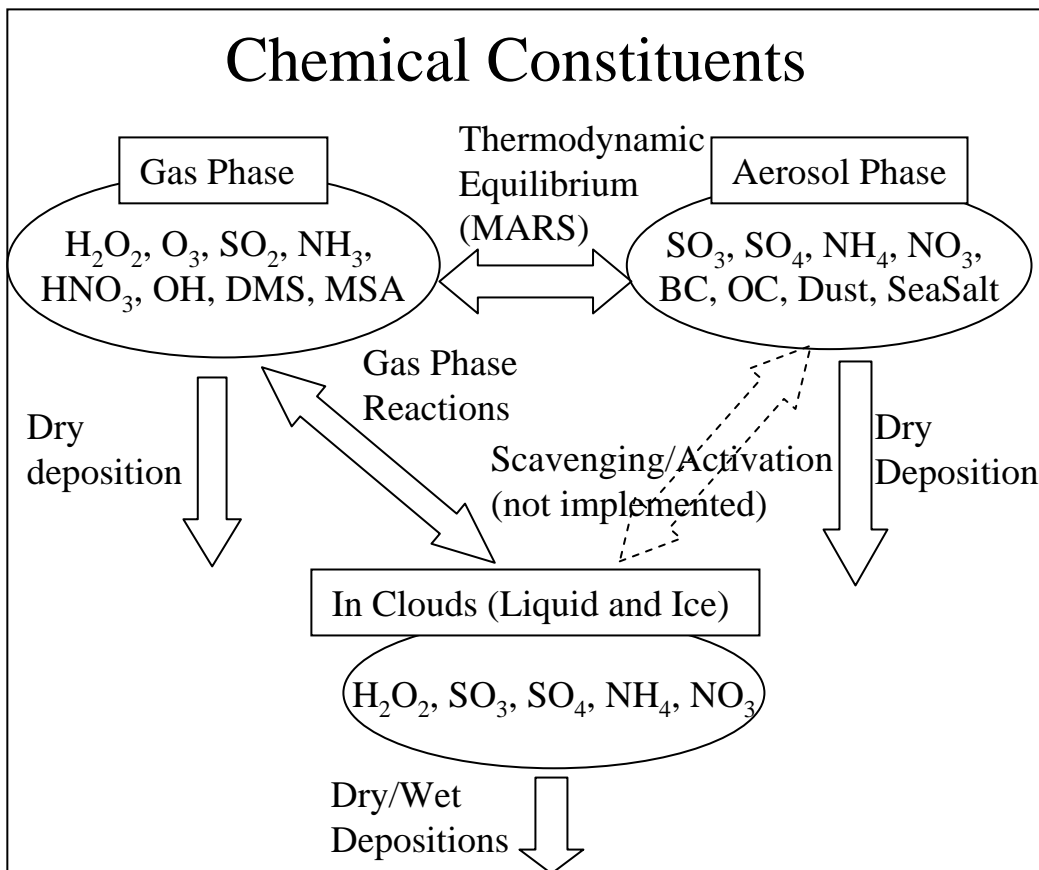 Chemical Constituents
Gas Phase
H₂O₂, O₃, SO₂, NH₃,
HNO₃, OH, DMS, MSA
Thermodynamic
Equilibrium
(MARS)
Aerosol Phase
SO₃, SO₄, NH₄, NO₃,
BC, OC, Dust, SeaSalt
Gas Phase
Reactions
Dry
deposition
Scavenging/Activation
(not implemented)
Dry
Deposition
In Clouds (Liquid and Ice)
H₂O₂, SO₃, SO₄, NH₄, NO₃
Dry/Wet
Depositions